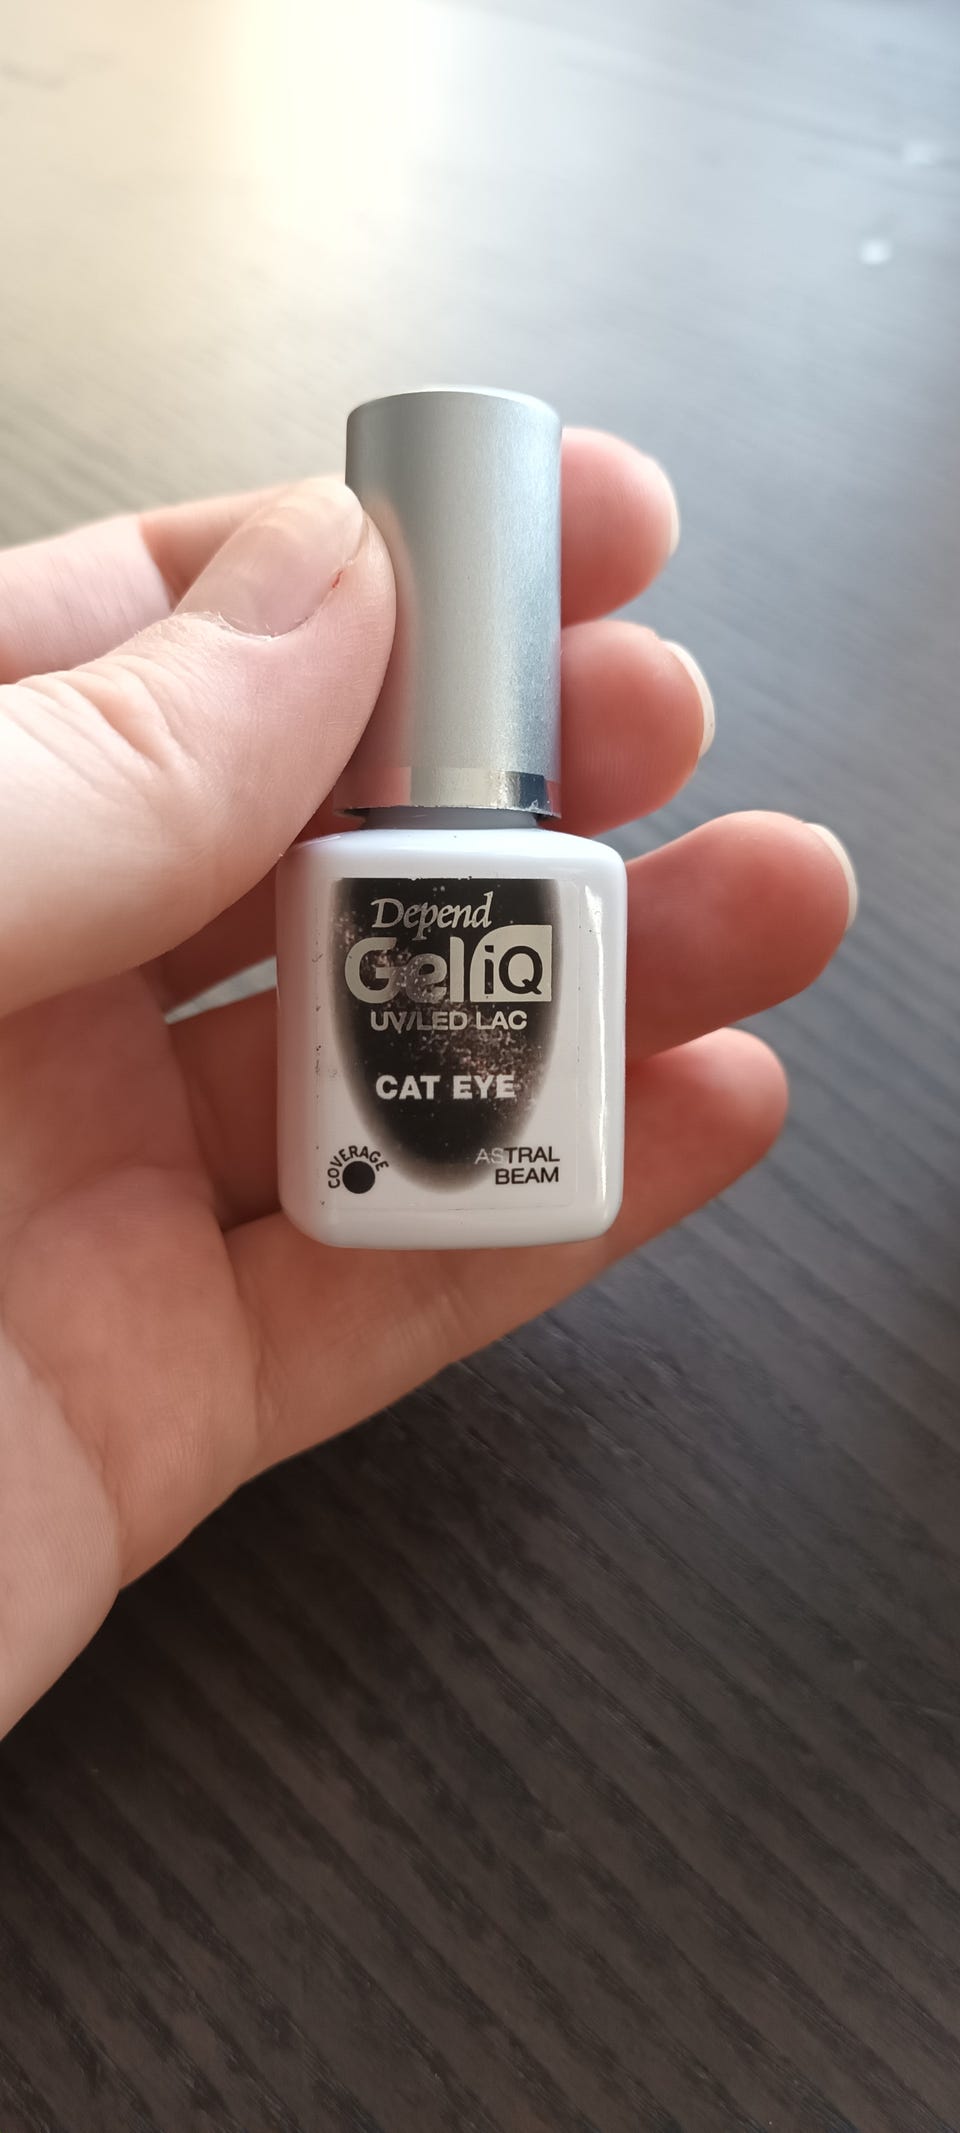 Depend
Gel iQ
UV/LED LAC
CAT EYE
COVERAGE
ASTRAL
BEAM